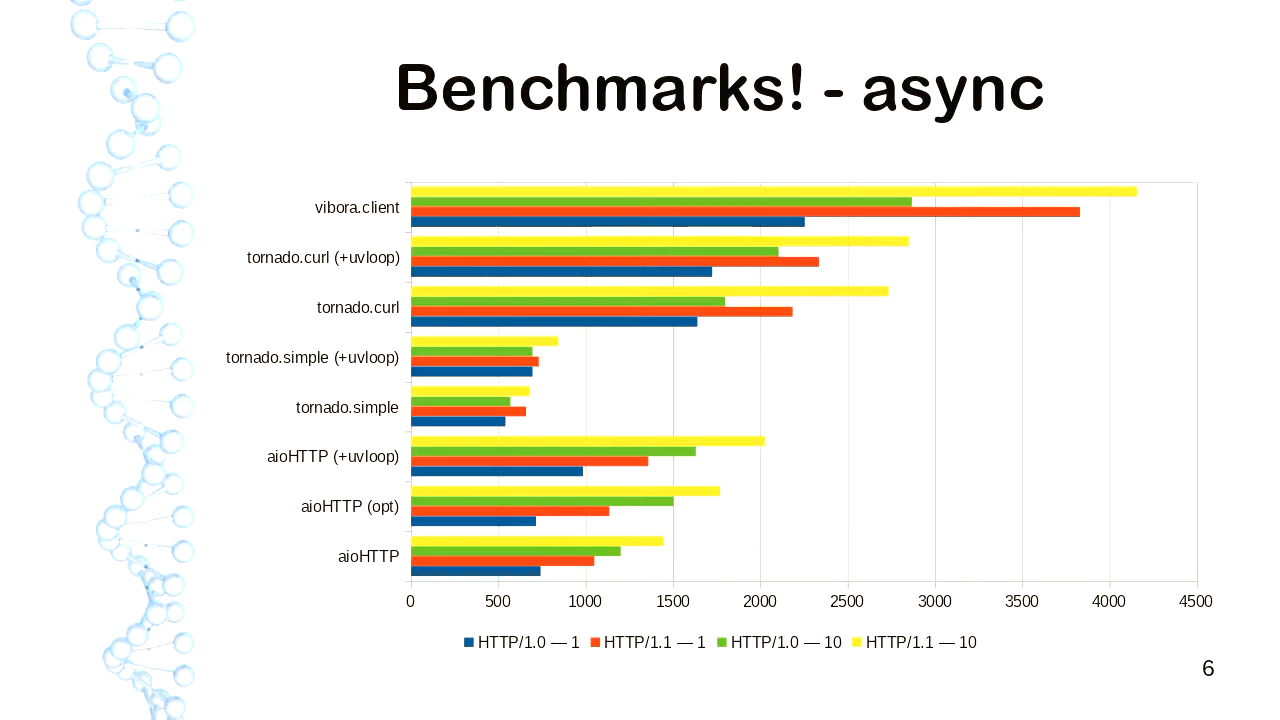 Benchmarks! - async
vibora.client
tornado.curl (+uvloop)
tornado.curl
tornado.simple (+uvloop)
tornado.simple
aioHTTP (+uvloop)
aioHTTP (opt)
aioHTTP
0 500 1000 1500 2000 2500 3000 3500 4000 4500
HTTP/1.0 — 1 HTTP/1.1 — 1 HTTP/1.0 — 10 HTTP/1.1 — 10
6